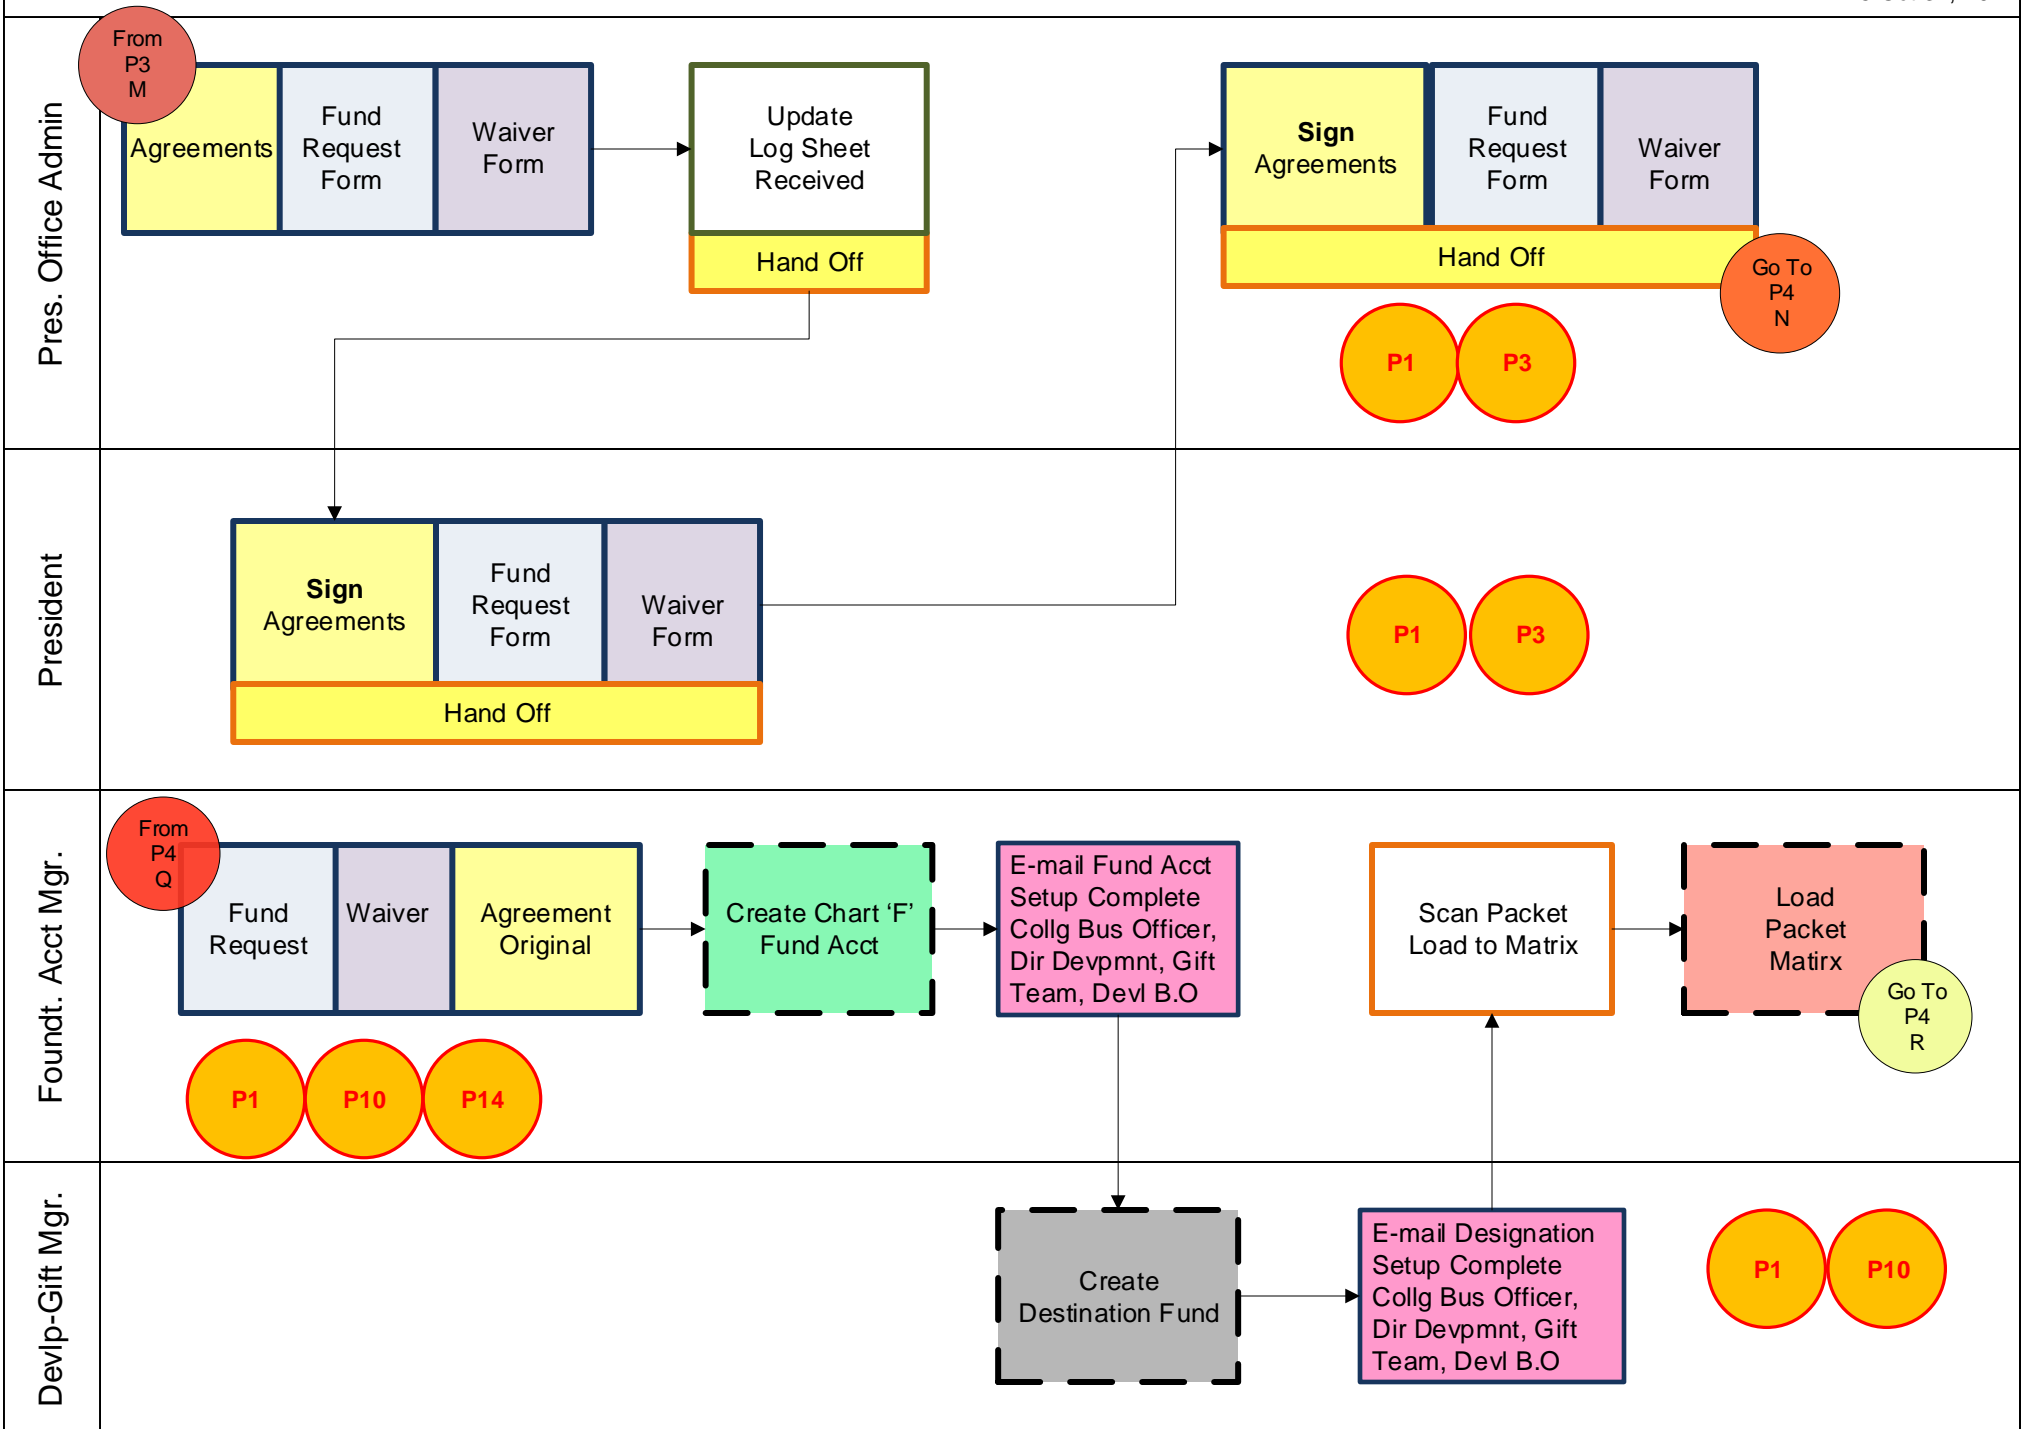 Pres. Office Admin
From
P3
M
Agreements
Fund
Request
Form
Waiver
Form
Update
Log Sheet
Received
Hand Off
Sign
Agreements
Fund
Request
Form
Waiver
Form
Hand Off
Go To
P4
N
P1
P3
President
Sign
Agreements
Fund
Request
Form
Waiver
Form
Hand Off
P1
P3
Foundt. Acct Mgr.
From
P4
Q
Fund
Request
Waiver
Agreement
Original
P1
P10
P14
Create Chart ‘F’
Fund Acct
E-mail Fund Acct
Setup Complete
Collg Bus Officer,
Dir Devpmnt, Gift
Team, Devl B.O
Scan Packet
Load to Matrix
Load
Packet
Matirx
Go To
P4
R
Devlp-Gift Mgr.
Create
Destination Fund
E-mail Designation
Setup Complete
Collg Bus Officer,
Dir Devpmnt, Gift
Team, Devl B.O
P1
P10